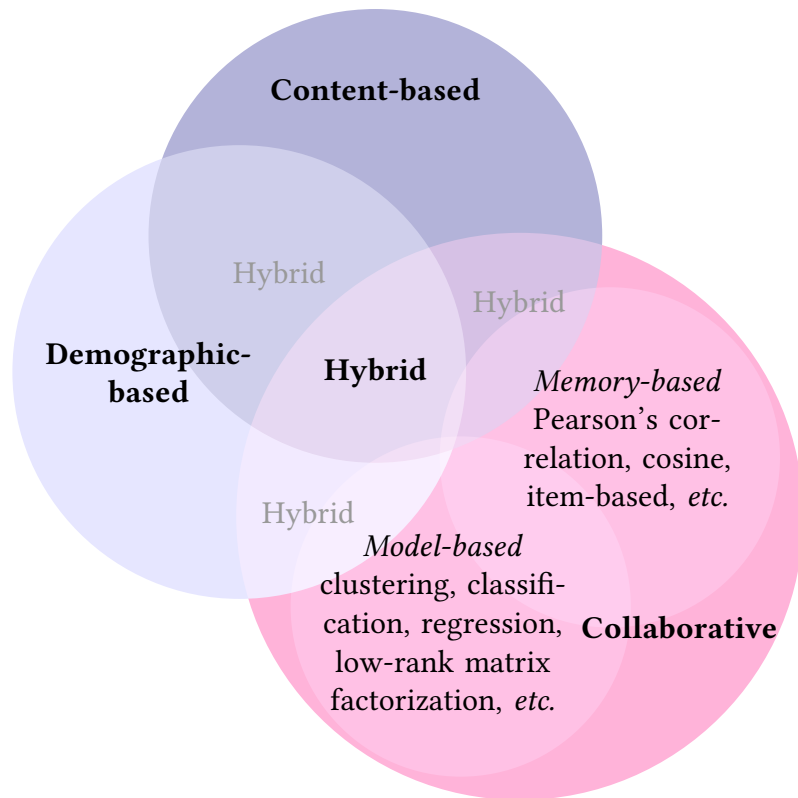 Content-based
Hybrid
Hybrid
Demographic-
based
Hybrid
Memory-based
Pearson's cor-
relation, cosine,
item-based, etc.
Hybrid
Model-based
clustering, classifi-
cation, regression,
low-rank matrix
factorization, etc.
Collaborative